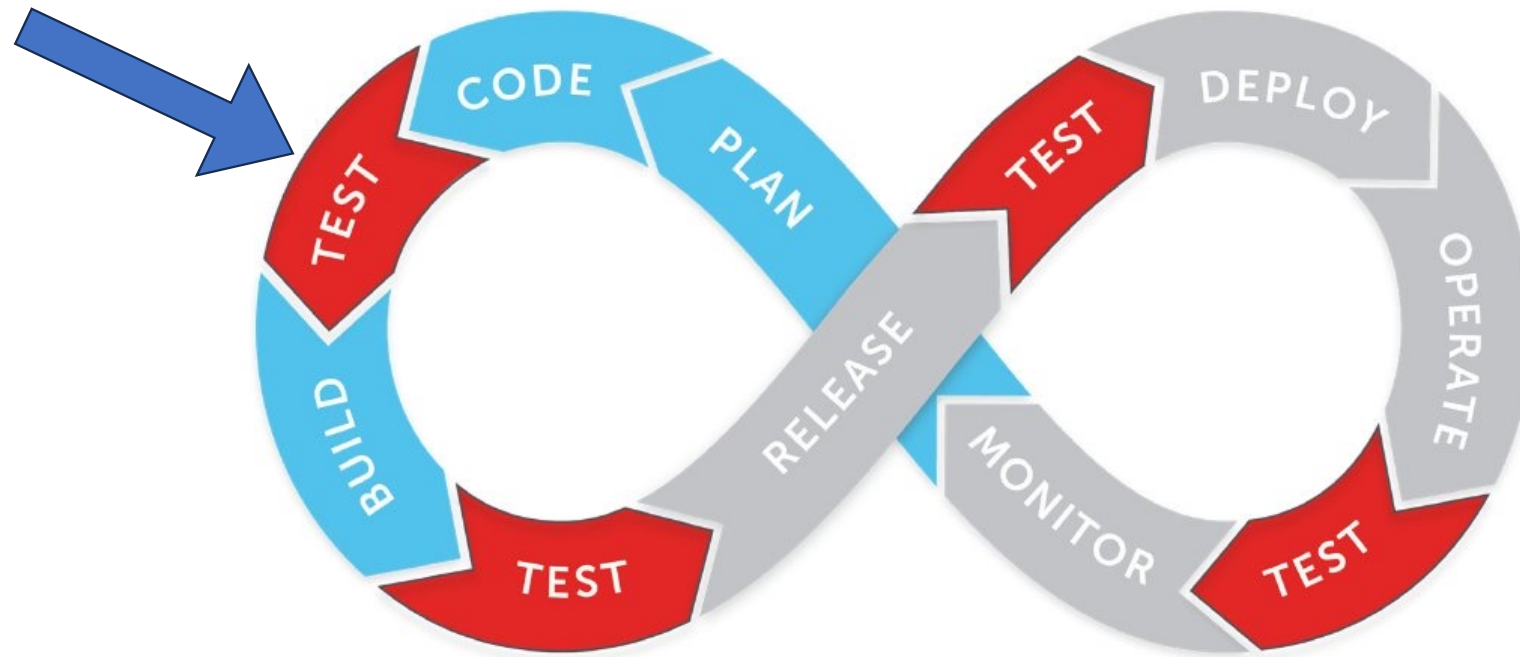 CODE
PLAN
TEST
BUILD
TEST
RELEASE
TEST
DEPLOY
OPERATE
TEST
MONITOR